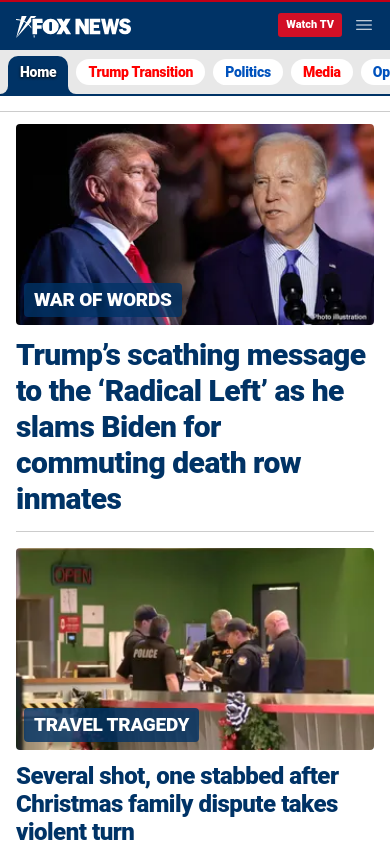 FOX NEWS
Watch TV
Home
Trump Transition
Politics
Media
Op
WAR OF WORDS
Photo illustration
Trump’s scathing message
to the ‘Radical Left’ as he
slams Biden for
commuting death row
inmates
OPEN
POLICE
TRAVEL TRAGEDY
Several shot, one stabbed after
Christmas family dispute takes
violent turn